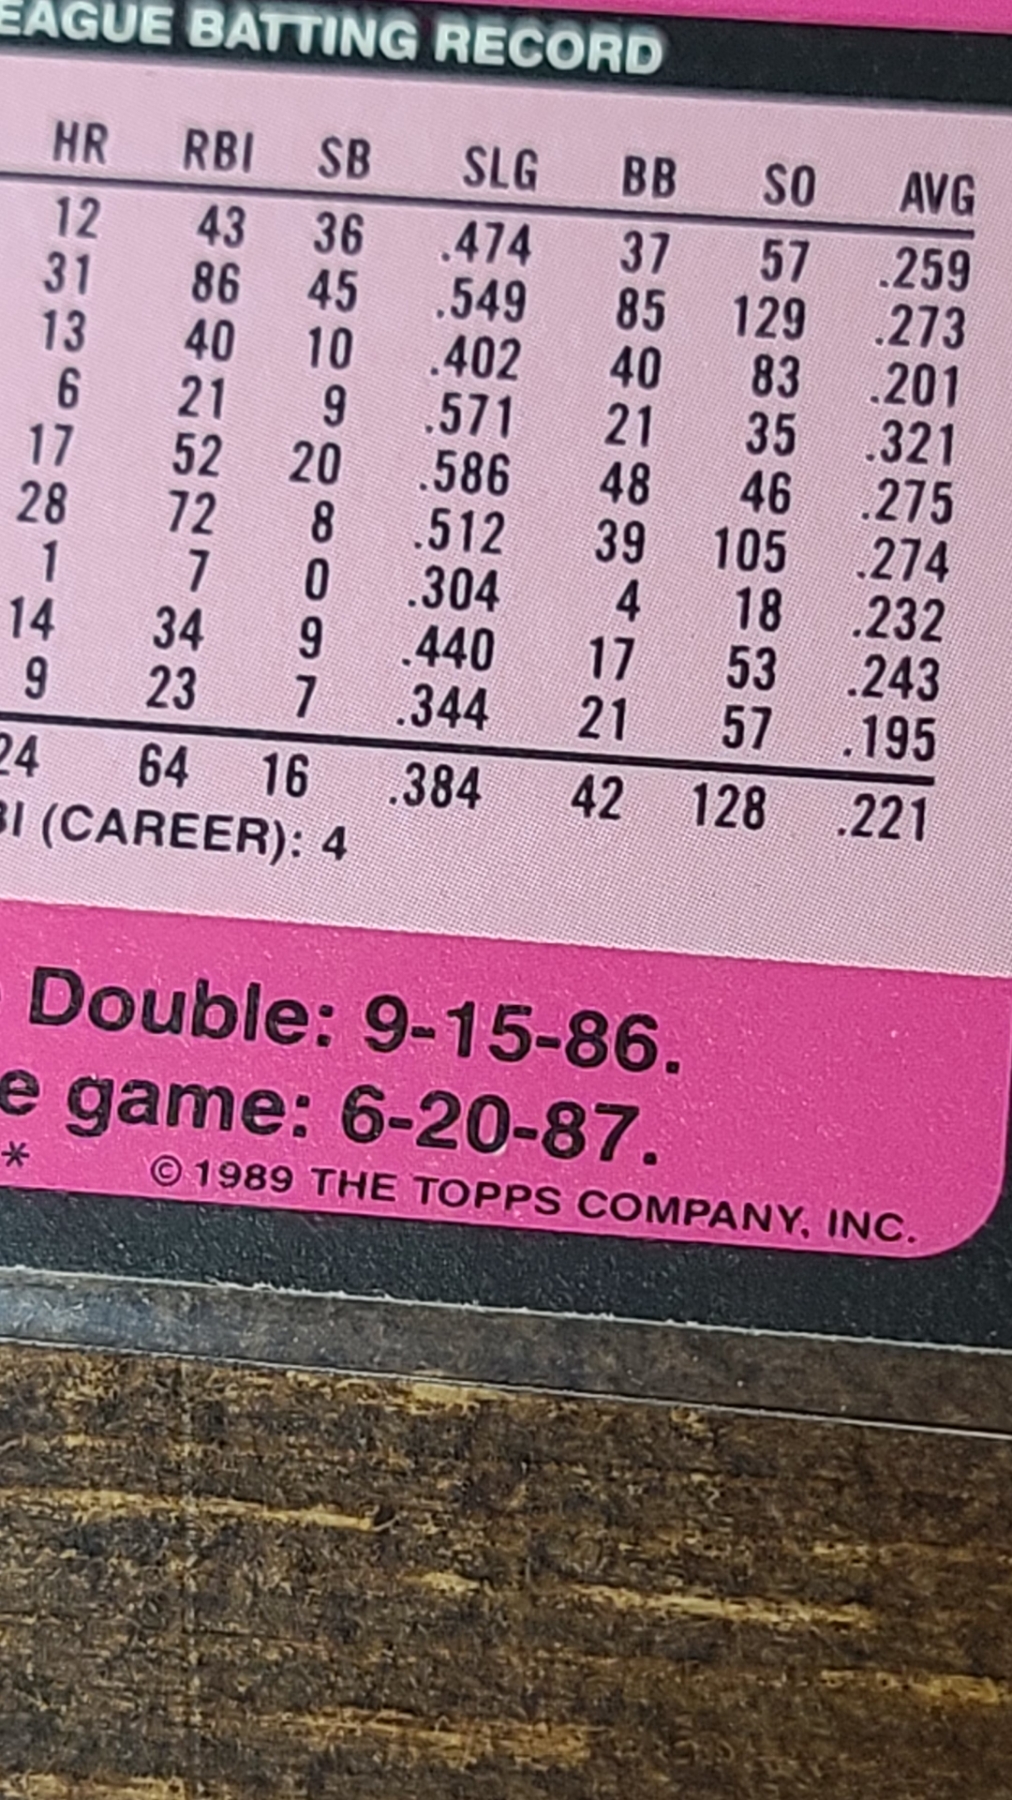 EAGUE BATTING RECORD
HR RBI SB SLG BB SO AVG
12 43 36 .474 37 57 .259
31 86 45 .549 85 129 .273
13 40 10 .402 40 83 .201
6 21 9 .571 21 35 .321
17 52 20 .586 48 46 .275
28 72 8 .512 39 105 .274
1 7 0 .304 4 18 .232
14 34 9 .440 17 53 .243
9 23 7 .344 21 57 .195
24 64 16 .384 42 128 .221
BI (CAREER): 4
Double: 9-15-86.
e game: 6-20-87.
* © 1989 THE TOPPS COMPANY, INC.